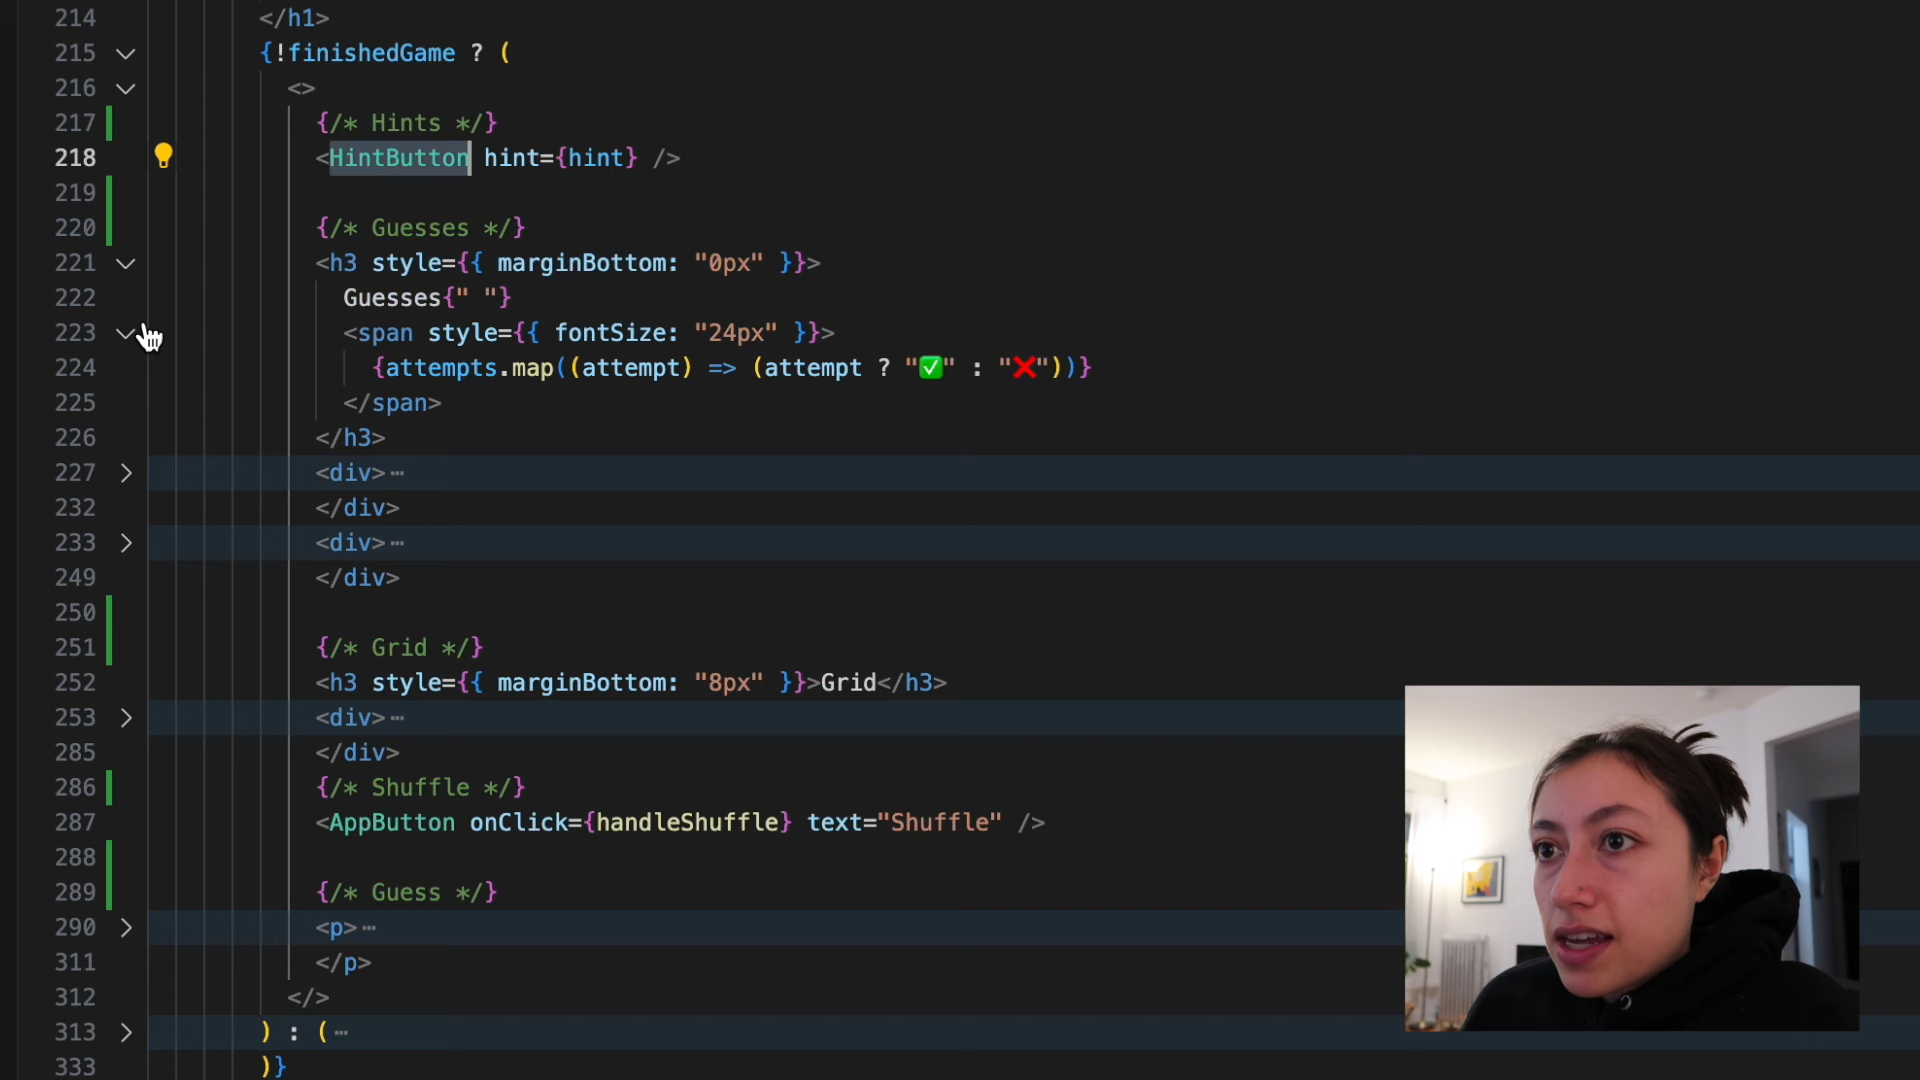 214 </h1>
215 {!finishedGame ? (
216 <>
217 {/* Hints */}
218 <HintButton hint={hint} />
219
220 {/* Guesses */}
221 <h3 style={{ marginBottom: "0px" }}>
222 Guesses{" "}
223 <span style={{ fontSize: "24px" }}>
224 {attempts.map((attempt) => (attempt ? "✅" : "❌"))}
225 </span>
226 </h3>
227 <div>⋯
232 </div>
233 <div>⋯
249 </div>
250
251 {/* Grid */}
252 <h3 style={{ marginBottom: "8px" }}>Grid</h3>
253 <div>⋯
285 </div>
286 {/* Shuffle */}
287 <AppButton onClick={handleShuffle} text="Shuffle" />
288
289 {/* Guess */}
290 <p>⋯
311 </p>
312 </>
313 ) : (⋯
333 )}